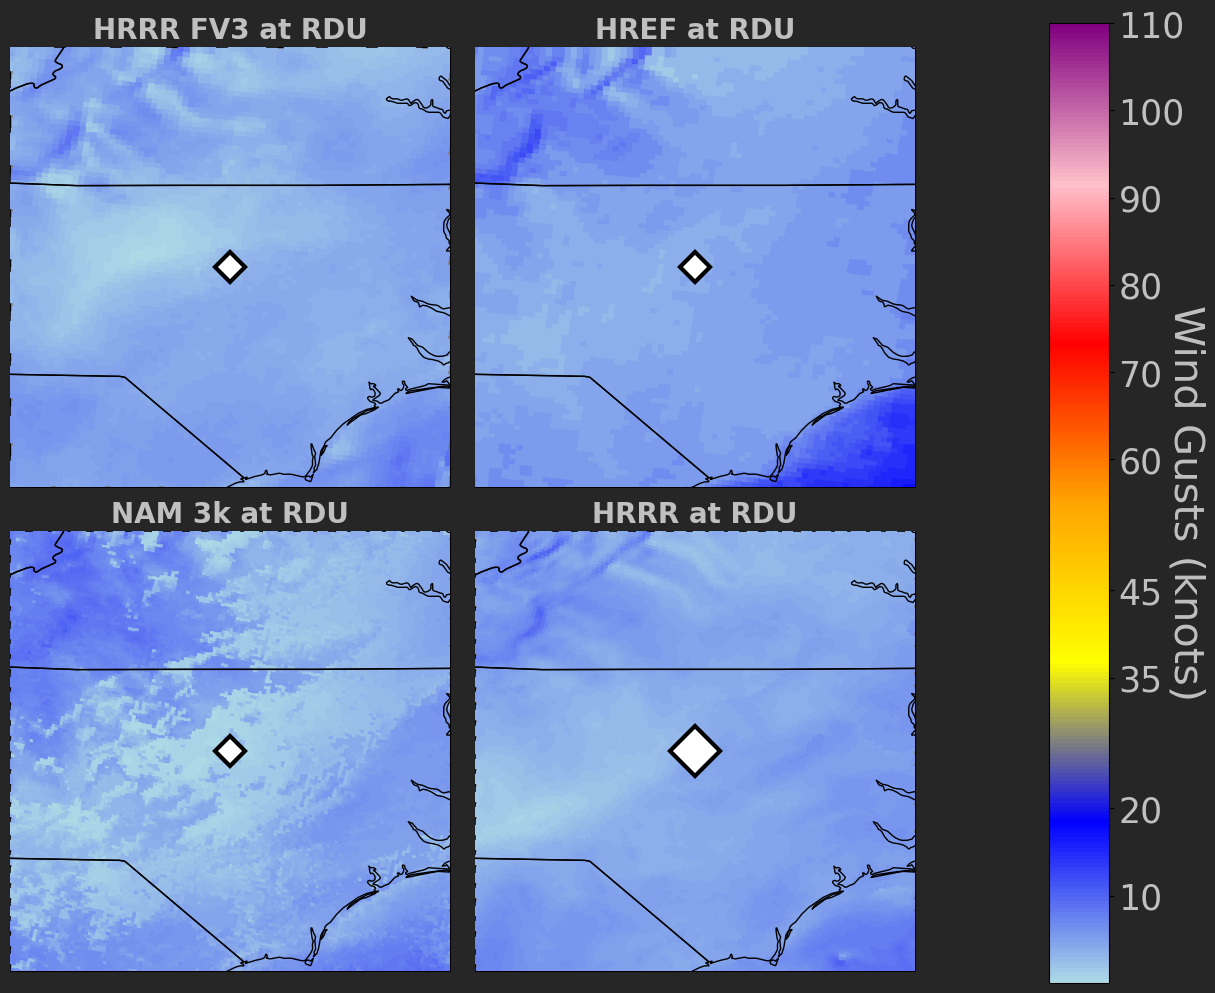 HRRR FV3 at RDU
HREF at RDU
NAM 3k at RDU
HRRR at RDU
110
100
90
80
70
60
45
35
20
10
Wind Gusts (knots)